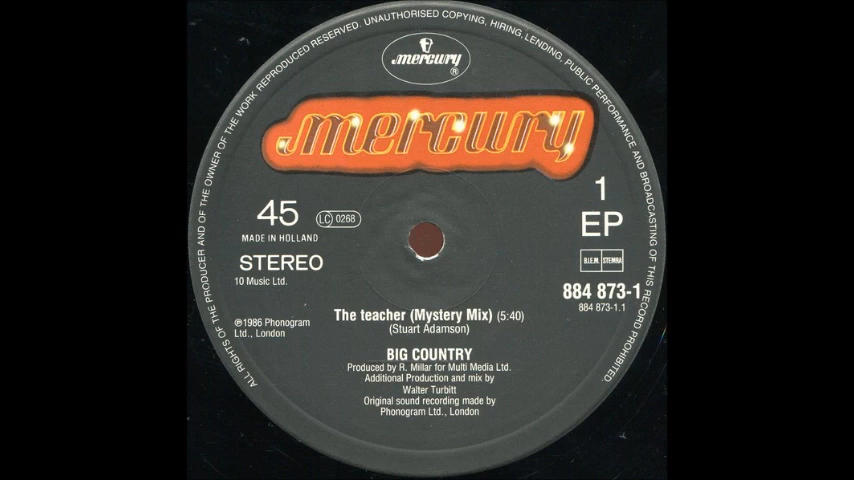 ALL RIGHTS OF THE PRODUCER AND OF THE OWNER OF THE WORK REPRODUCED RESERVED. UNAUTHORISED COPYING, HIRING, LENDING, PUBLIC PERFORMANCE AND BROADCASTING OF THIS RECORD PROHIBITED.
mercury ®
mercury
45
LC 0268
MADE IN HOLLAND
STEREO
10 Music Ltd.
1
EP
B.I.E.M. STEMRA
884 873-1
884 873-1.1
℗1986 Phonogram
Ltd., London
The teacher (Mystery Mix) (5:40)
(Stuart Adamson)
BIG COUNTRY
Produced by R. Millar for Multi Media Ltd.
Additional Production and mix by
Walter Turbitt
Original sound recording made by
Phonogram Ltd., London